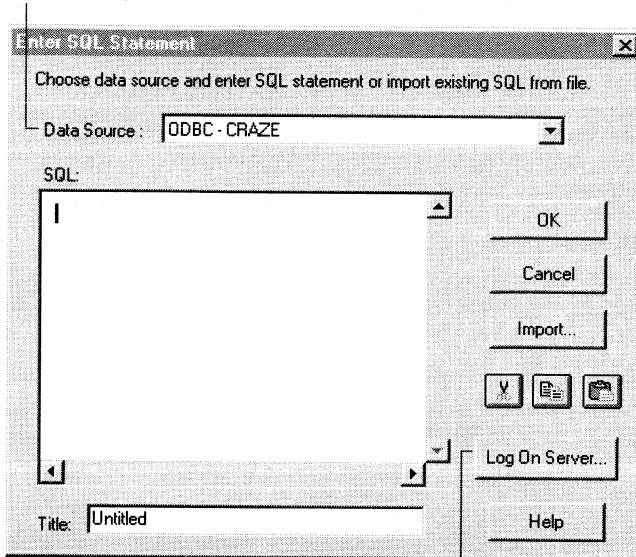 Enter SQL Statement
Choose data source and enter SQL statement or import existing SQL from file.
Data Source : ODBC - CRAZE
SQL:
OK
Cancel
Import...
Log On Server...
Title: Untitled
Help